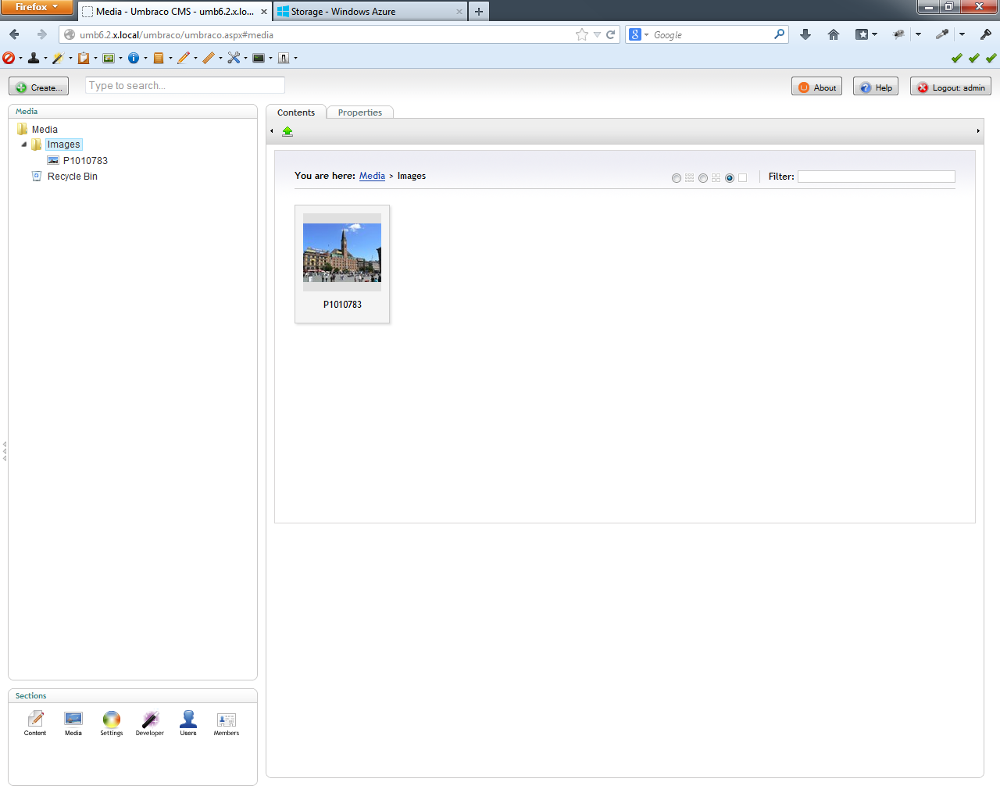 Firefox
Media - Umbraco CMS - umb6.2.x.lo...
Storage - Windows Azure
umb6.2.x.local/umbraco/umbraco.aspx#media
Google
Create...
Type to search...
About
Help
Logout: admin
Media
Media
Images
P1010783
Recycle Bin
Contents
Properties
You are here: Media > Images
Filter:
P1010783
Sections
Content
Media
Settings
Developer
Users
Members